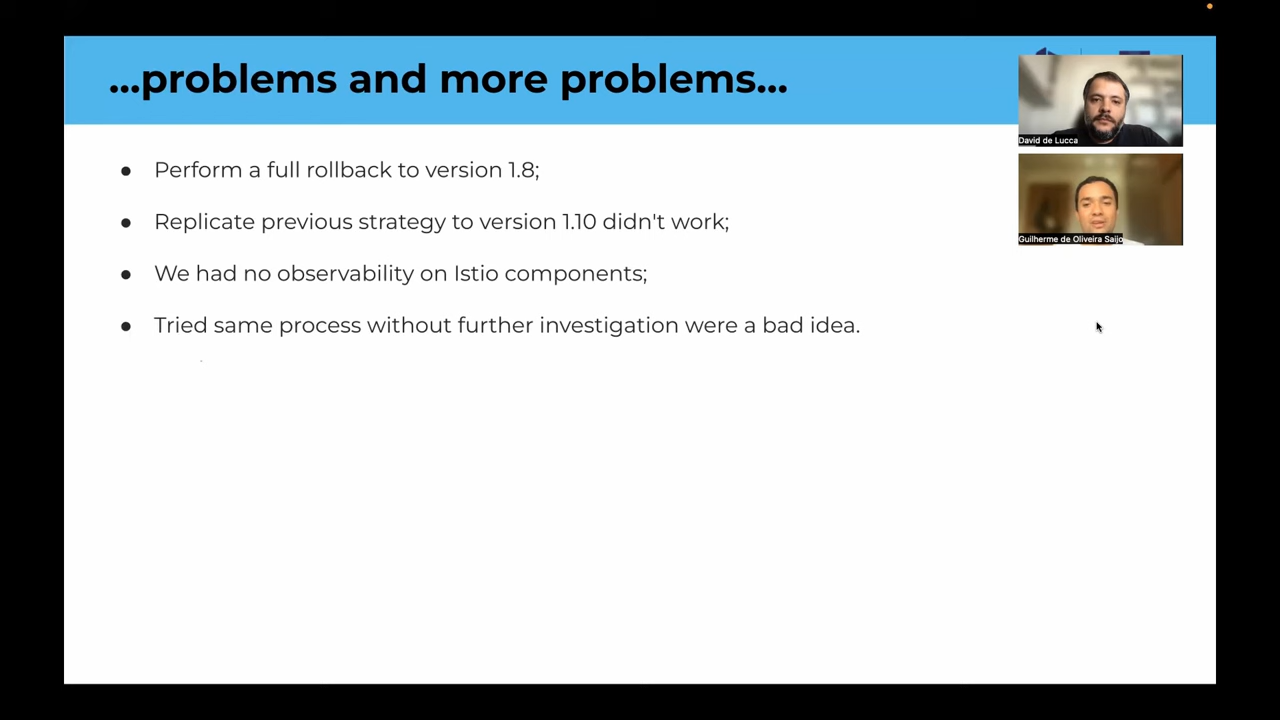 ...problems and more problems...
● Perform a full rollback to version 1.8;
● Replicate previous strategy to version 1.10 didn't work;
● We had no observability on Istio components;
● Tried same process without further investigation were a bad idea.
David de Lucca
Guilherme de Oliveira Saijo